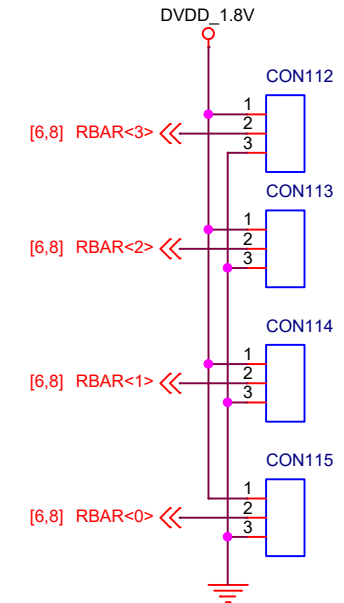 DVDD_1.8V
CON112
1
[6,8] RBAR<3> 2
3
CON113
1
[6,8] RBAR<2> 2
3
CON114
1
[6,8] RBAR<1> 2
3
CON115
1
[6,8] RBAR<0> 2
3